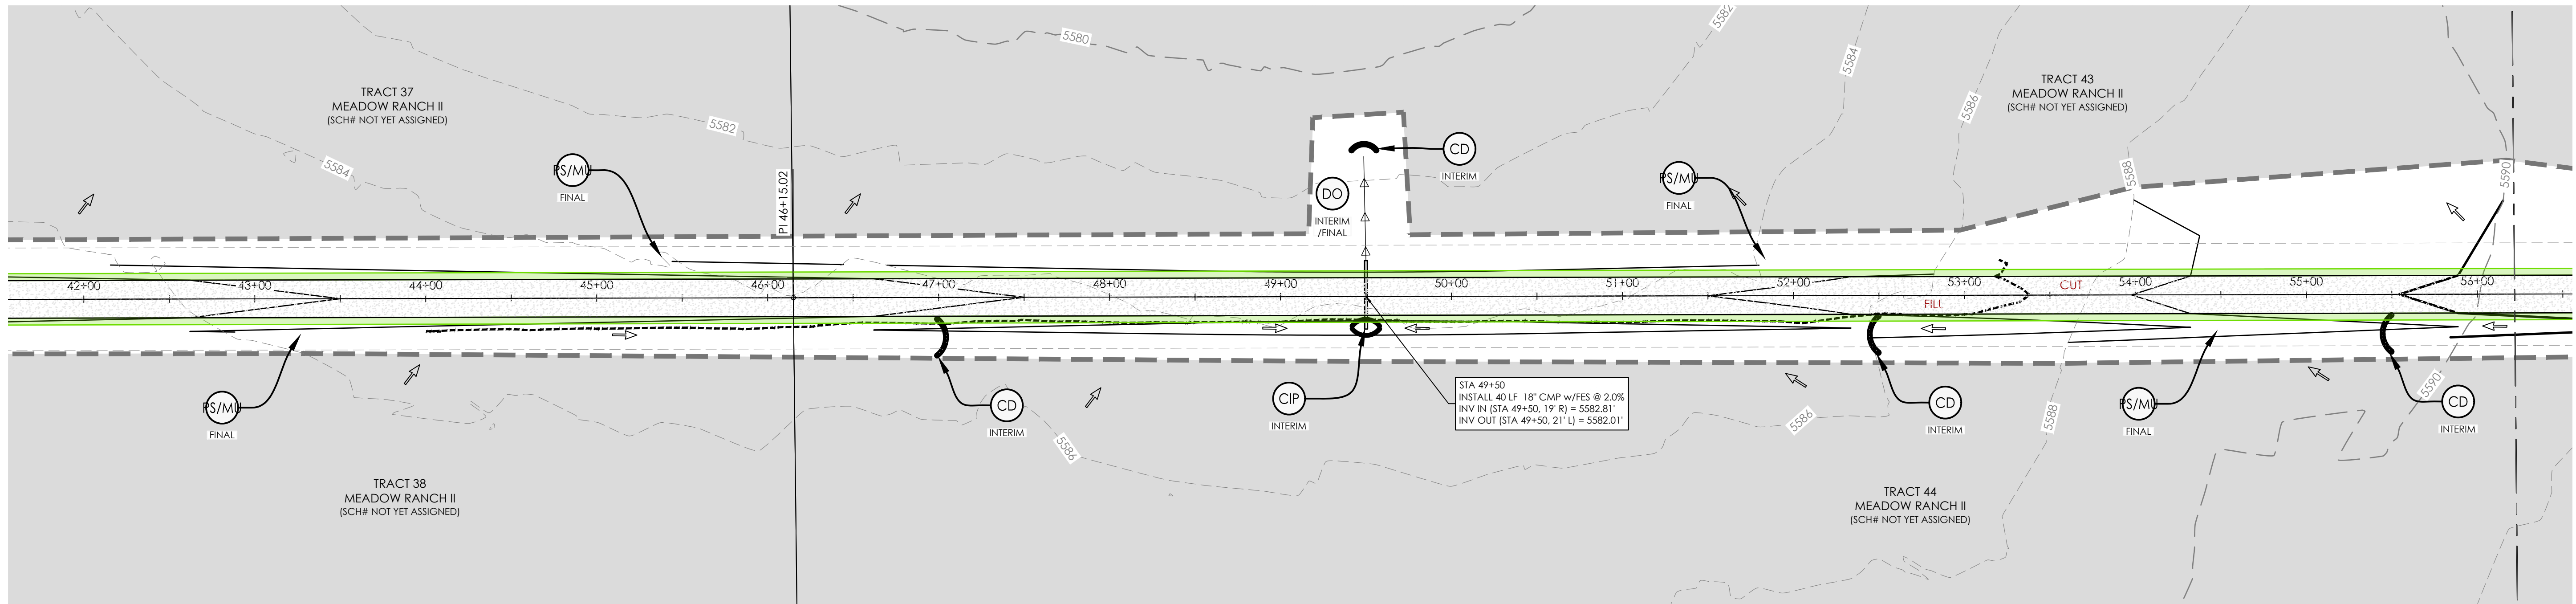 5580
5582
5584
TRACT 37
MEADOW RANCH II
(SCH# NOT YET ASSIGNED)
TRACT 43
MEADOW RANCH II
(SCH# NOT YET ASSIGNED)
5586
5582
5584
PS/MU
FINAL
PI 46+15.02
CD
INTERIM
DO
INTERIM
/FINAL
PS/MU
FINAL
5588
5590
42+00
43+00
44+00
45+00
46+00
47+00
48+00
49+00
50+00
51+00
52+00
53+00
54+00
55+00
55+00
CUT
FILL
PS/MU
FINAL
CD
INTERIM
CIP
INTERIM
STA 49+50
INSTALL 40 LF 18" CMP w/FES @ 2.0%
INV IN (STA 49+50, 19' R) = 5582.81'
INV OUT (STA 49+50, 21' L) = 5582.01'
CD
INTERIM
PS/MU
FINAL
CD
INTERIM
5590
5586
5586
5588
TRACT 38
MEADOW RANCH II
(SCH# NOT YET ASSIGNED)
TRACT 44
MEADOW RANCH II
(SCH# NOT YET ASSIGNED)